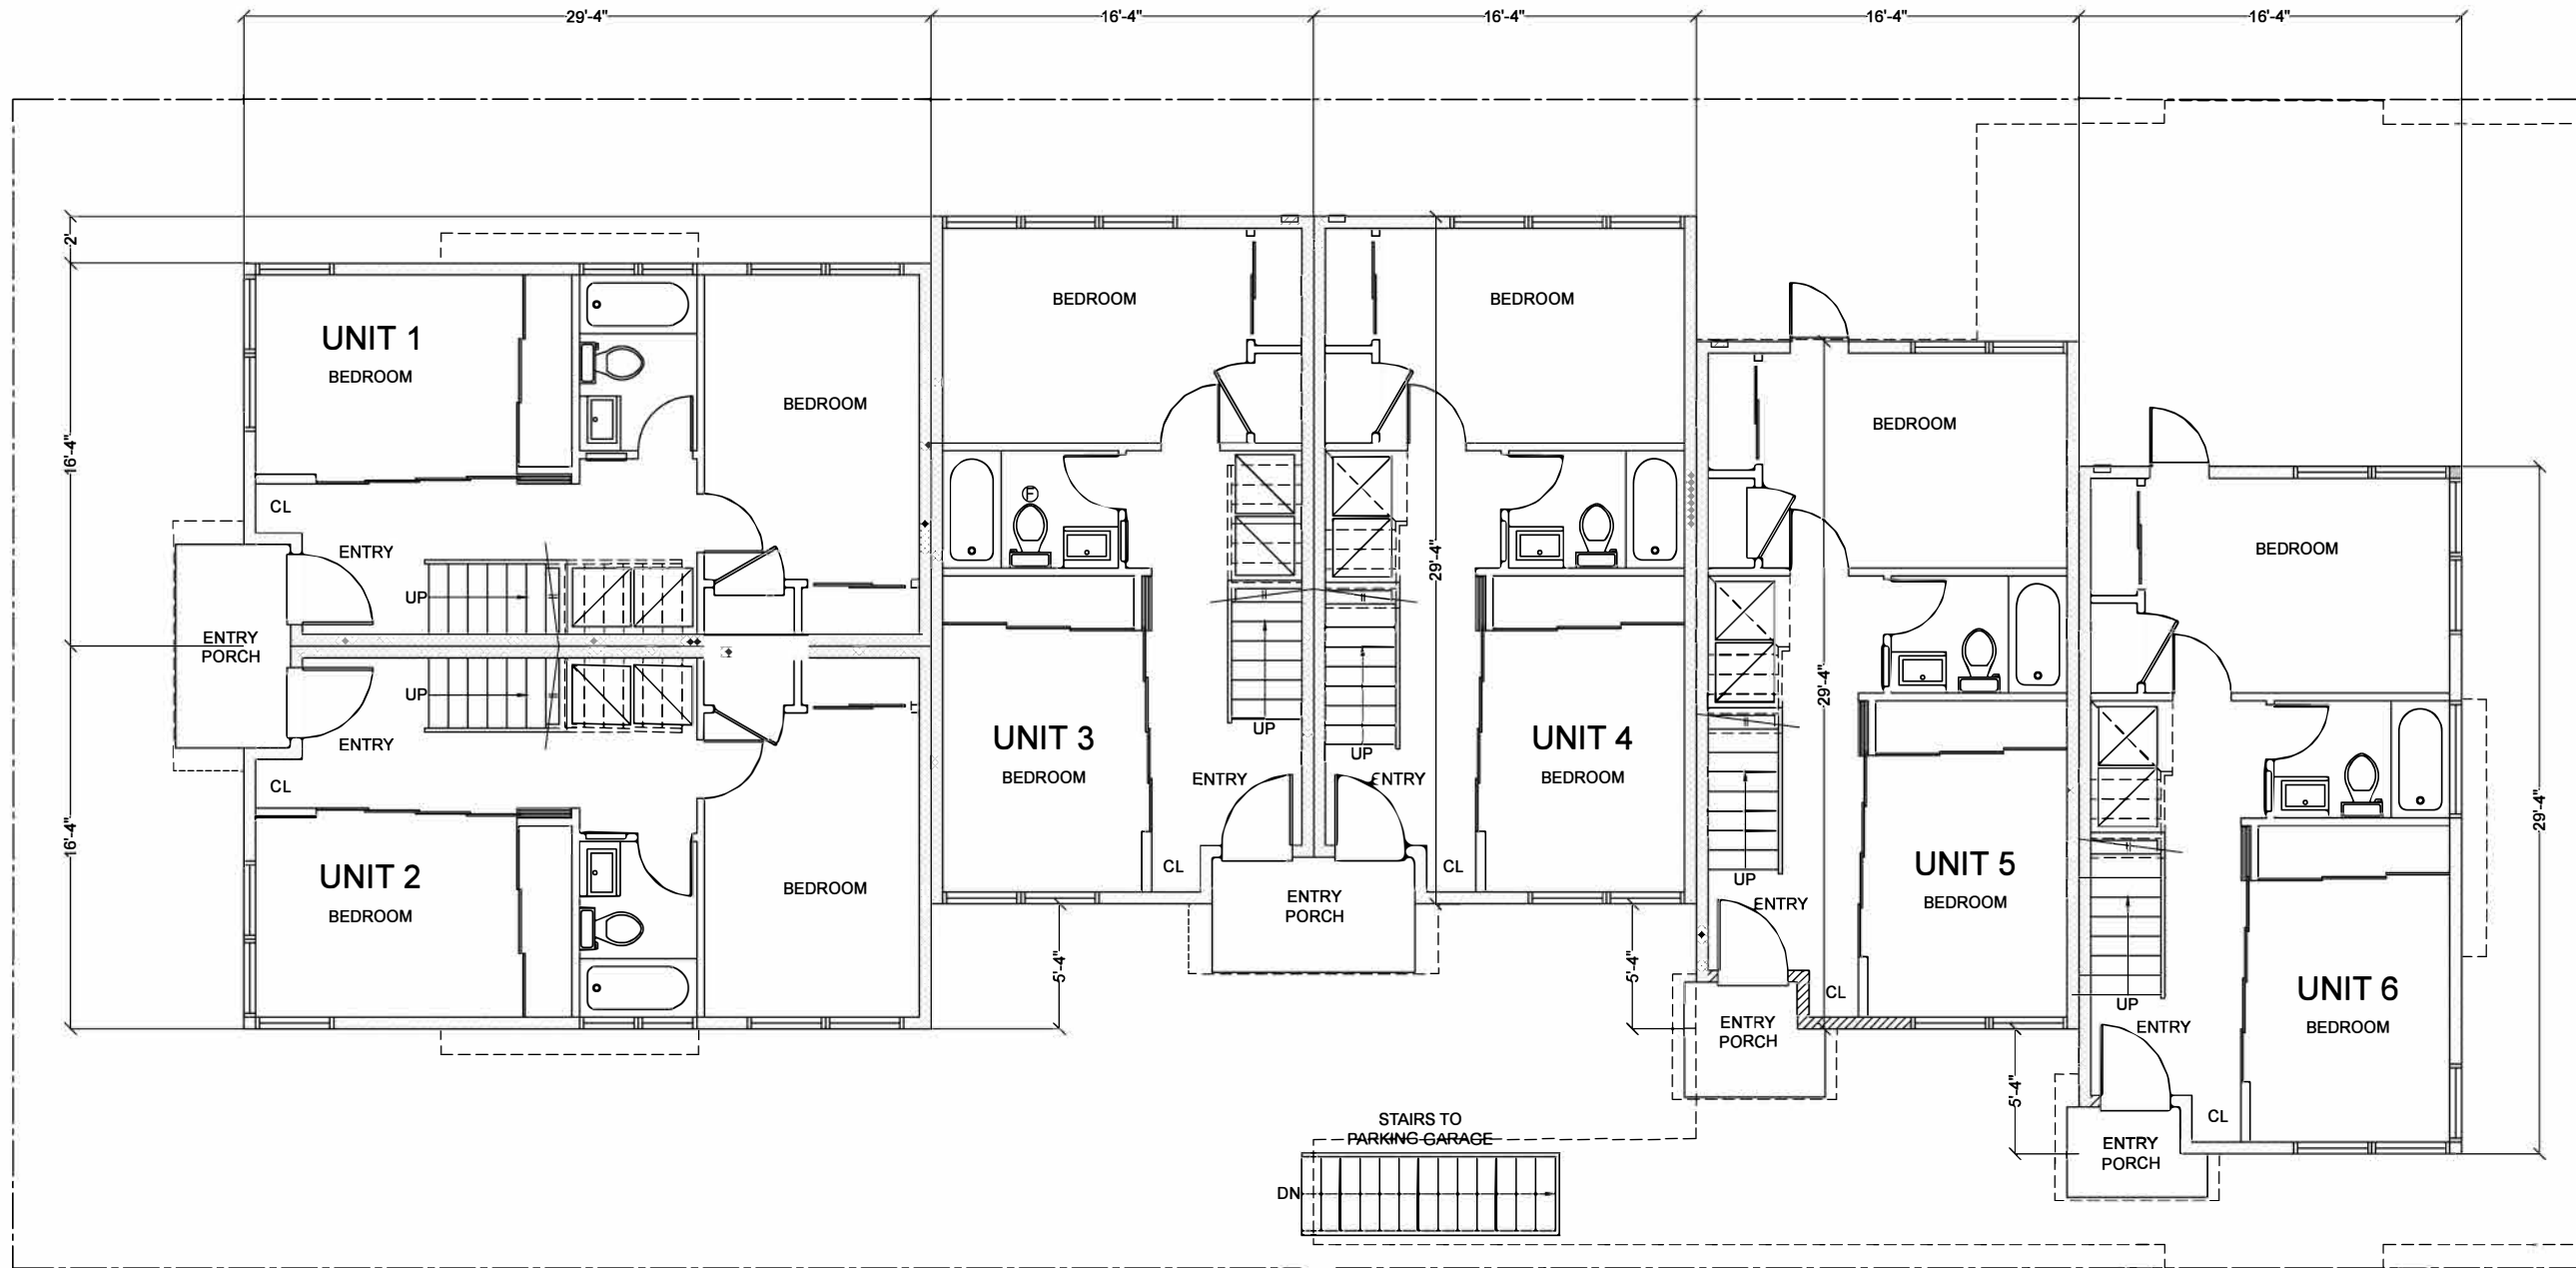 29'-4"
16'-4"
16'-4"
16'-4"
16'-4"
2'
16'-4"
16'-4"
UNIT 1
BEDROOM
BEDROOM
CL
ENTRY
UP
ENTRY
PORCH
UP
ENTRY
CL
UNIT 2
BEDROOM
BEDROOM
BEDROOM
F
UNIT 3
BEDROOM
UP
ENTRY
CL
5'-4"
BEDROOM
29'-4"
UNIT 4
BEDROOM
UP
ENTRY
CL
ENTRY
PORCH
5'-4"
BEDROOM
29'-4"
UNIT 5
BEDROOM
UP
ENTRY
CL
ENTRY
PORCH
5'-4"
BEDROOM
29'-4"
UNIT 6
BEDROOM
UP
ENTRY
CL
ENTRY
PORCH
STAIRS TO
PARKING GARAGE
DN